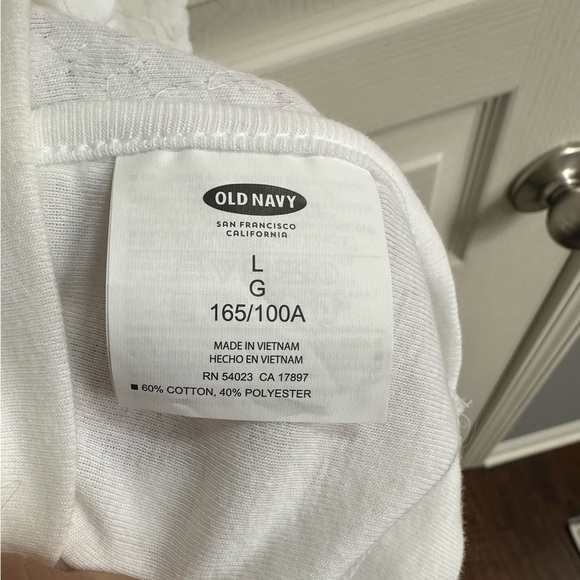 OLD NAVY
SAN FRANCISCO
CALIFORNIA
L
G
165/100A
MADE IN VIETNAM
HECHO EN VIETNAM
RN 54023 CA 17897
■ 60% COTTON, 40% POLYESTER